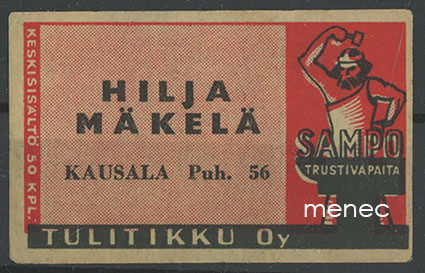 KESKISISÄLTÖ 50 KPL.
HILJA
MÄKELÄ
KAUSALA Puh. 56
SAMPO
TRUSTIVAPAITA
menec
TULITIKKU Oy